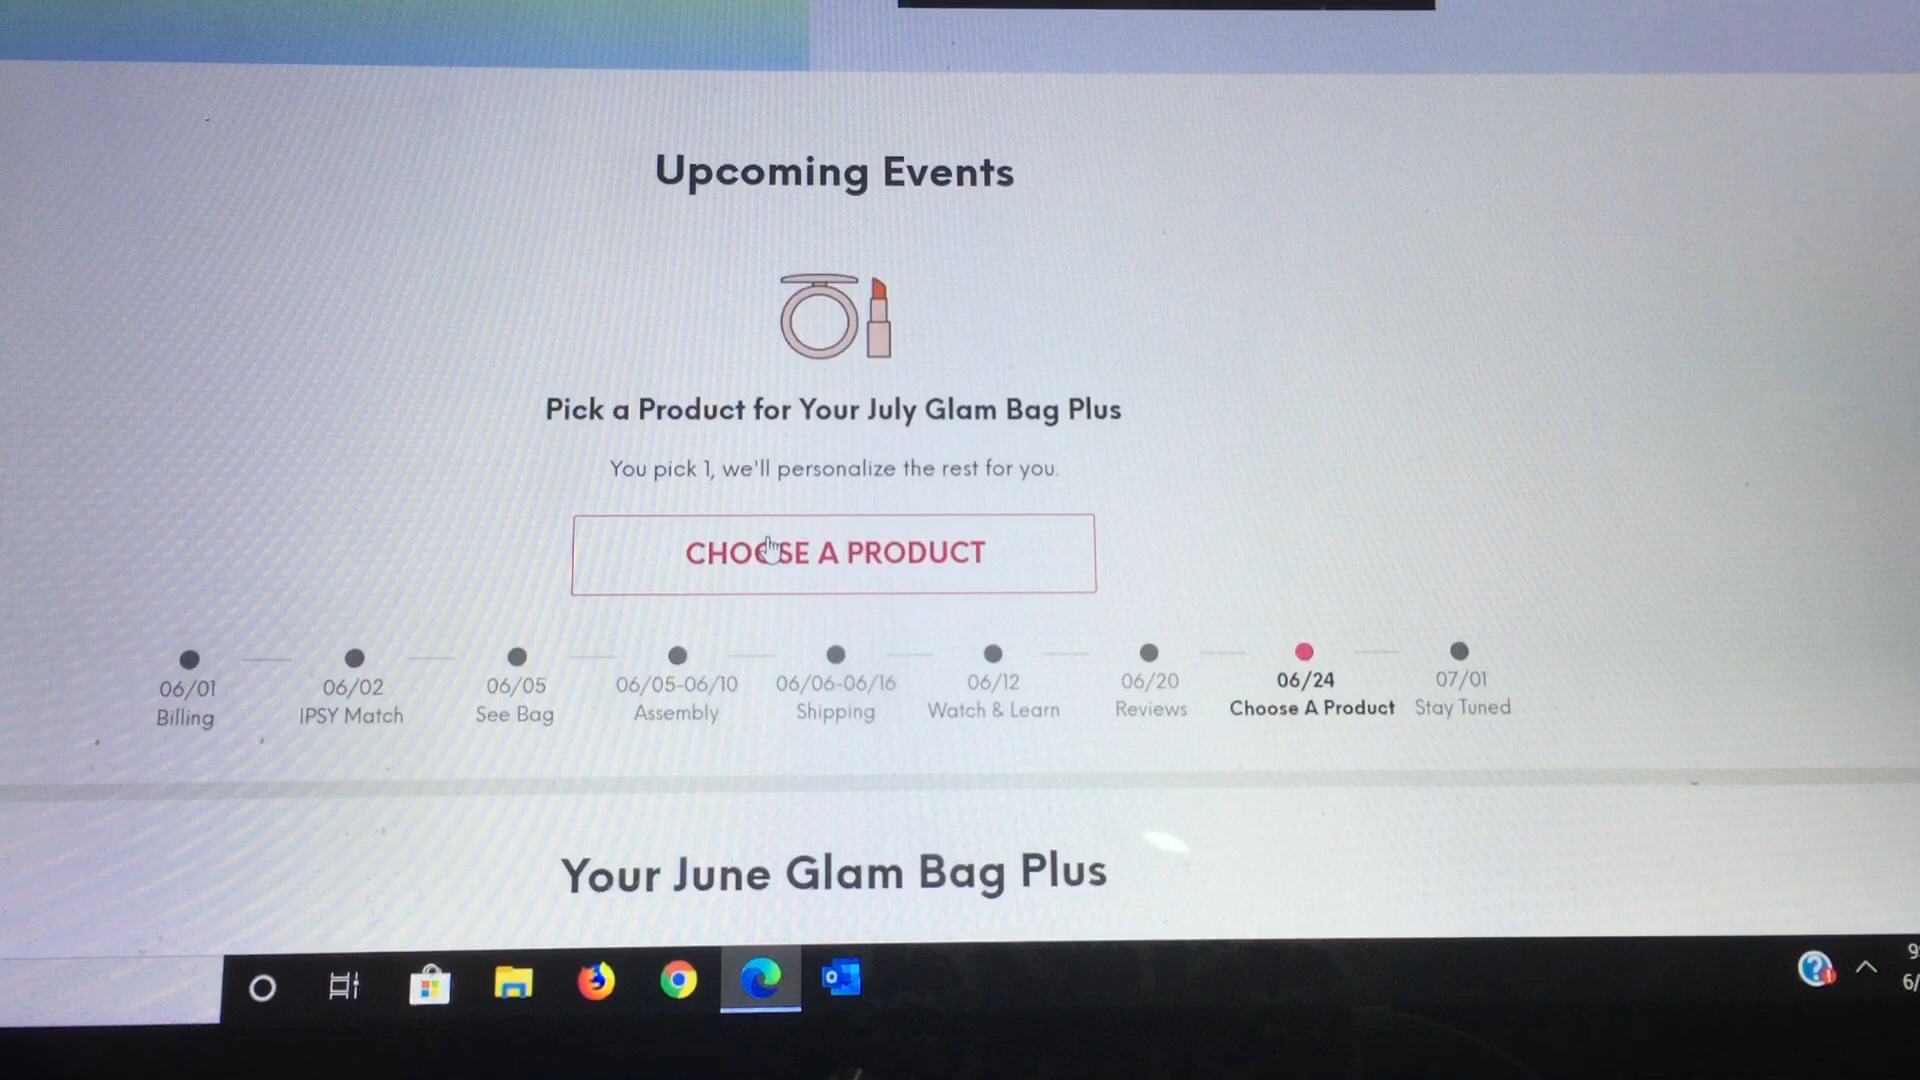 Upcoming Events
Pick a Product for Your July Glam Bag Plus
You pick 1, we'll personalize the rest for you.
CHOOSE A PRODUCT
06/01 06/02 06/05 06/05-06/10 06/06-06/16 06/12 06/20 06/24 07/01
Billing IPSY Match See Bag Assembly Shipping Watch & Learn Reviews Choose A Product Stay Tuned
Your June Glam Bag Plus
9
6/